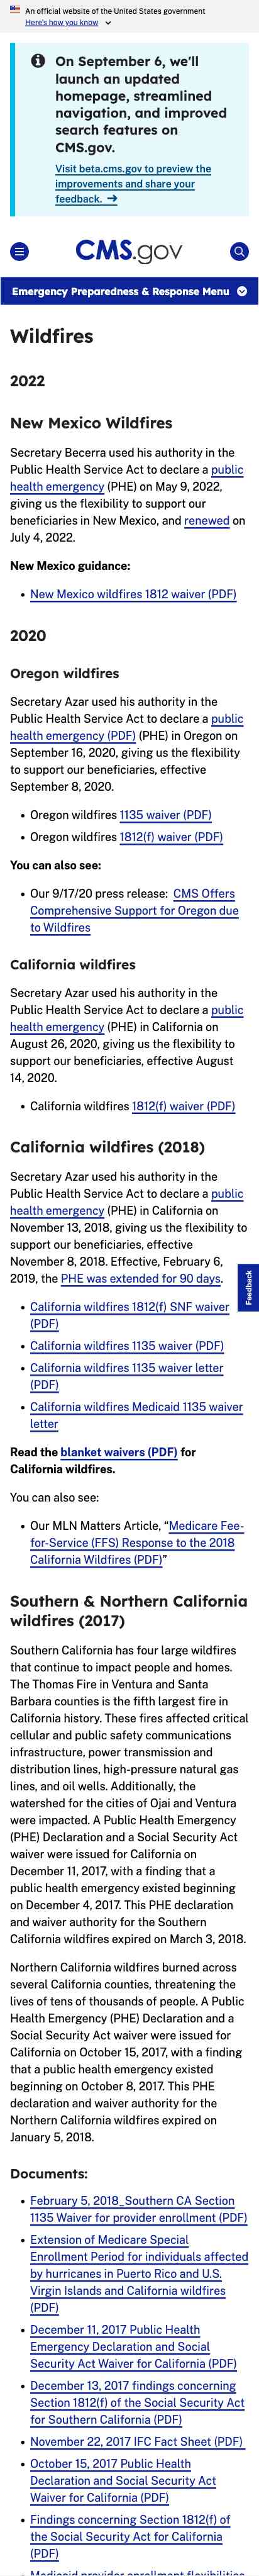 An official website of the United States government
Here's how you know
On September 6, we'll
launch an updated
homepage, streamlined
navigation, and improved
search features on
CMS.gov.
Visit beta.cms.gov to preview the
improvements and share your
feedback. →
CMS.gov
Emergency Preparedness & Response Menu
Wildfires
2022
New Mexico Wildfires
Secretary Becerra used his authority in the
Public Health Service Act to declare a public
health emergency (PHE) on May 9, 2022,
giving us the flexibility to support our
beneficiaries in New Mexico, and renewed on
July 4, 2022.
New Mexico guidance:
• New Mexico wildfires 1812 waiver (PDF)
2020
Oregon wildfires
Secretary Azar used his authority in the
Public Health Service Act to declare a public
health emergency (PDF) (PHE) in Oregon on
September 16, 2020, giving us the flexibility
to support our beneficiaries, effective
September 8, 2020.
• Oregon wildfires 1135 waiver (PDF)
• Oregon wildfires 1812(f) waiver (PDF)
You can also see:
• Our 9/17/20 press release: CMS Offers
Comprehensive Support for Oregon due
to Wildfires
California wildfires
Secretary Azar used his authority in the
Public Health Service Act to declare a public
health emergency (PHE) in California on
August 26, 2020, giving us the flexibility to
support our beneficiaries, effective August
14, 2020.
• California wildfires 1812(f) waiver (PDF)
California wildfires (2018)
Secretary Azar used his authority in the
Public Health Service Act to declare a public
health emergency (PHE) in California on
November 13, 2018, giving us the flexibility to
support our beneficiaries, effective
November 8, 2018. Effective, February 6,
2019, the PHE was extended for 90 days.
Feedback
• California wildfires 1812(f) SNF waiver
(PDF)
• California wildfires 1135 waiver (PDF)
• California wildfires 1135 waiver letter
(PDF)
• California wildfires Medicaid 1135 waiver
letter
Read the blanket waivers (PDF) for
California wildfires.
You can also see:
• Our MLN Matters Article, “Medicare Fee-
for-Service (FFS) Response to the 2018
California Wildfires (PDF)”
Southern & Northern California
wildfires (2017)
Southern California has four large wildfires
that continue to impact people and homes.
The Thomas Fire in Ventura and Santa
Barbara counties is the fifth largest fire in
California history. These fires affected critical
cellular and public safety communications
infrastructure, power transmission and
distribution lines, high-pressure natural gas
lines, and oil wells. Additionally, the
watershed for the cities of Ojai and Ventura
were impacted. A Public Health Emergency
(PHE) Declaration and a Social Security Act
waiver were issued for California on
December 11, 2017, with a finding that a
public health emergency existed beginning
on December 4, 2017. This PHE declaration
and waiver authority for the Southern
California wildfires expired on March 3, 2018.
Northern California wildfires burned across
several California counties, threatening the
lives of tens of thousands of people. A Public
Health Emergency (PHE) Declaration and a
Social Security Act waiver were issued for
California on October 15, 2017, with a finding
that a public health emergency existed
beginning on October 8, 2017. This PHE
declaration and waiver authority for the
Northern California wildfires expired on
January 5, 2018.
Documents:
• February 5, 2018_Southern CA Section
1135 Waiver for provider enrollment (PDF)
• Extension of Medicare Special
Enrollment Period for individuals affected
by hurricanes in Puerto Rico and U.S.
Virgin Islands and California wildfires
(PDF)
• December 11, 2017 Public Health
Emergency Declaration and Social
Security Act Waiver for California (PDF)
• December 13, 2017 findings concerning
Section 1812(f) of the Social Security Act
for Southern California (PDF)
• November 22, 2017 IFC Fact Sheet (PDF)
• October 15, 2017 Public Health
Declaration and Social Security Act
Waiver for California (PDF)
• Findings concerning Section 1812(f) of
the Social Security Act for California
(PDF)
• Medicaid provider enrollment flexibilities